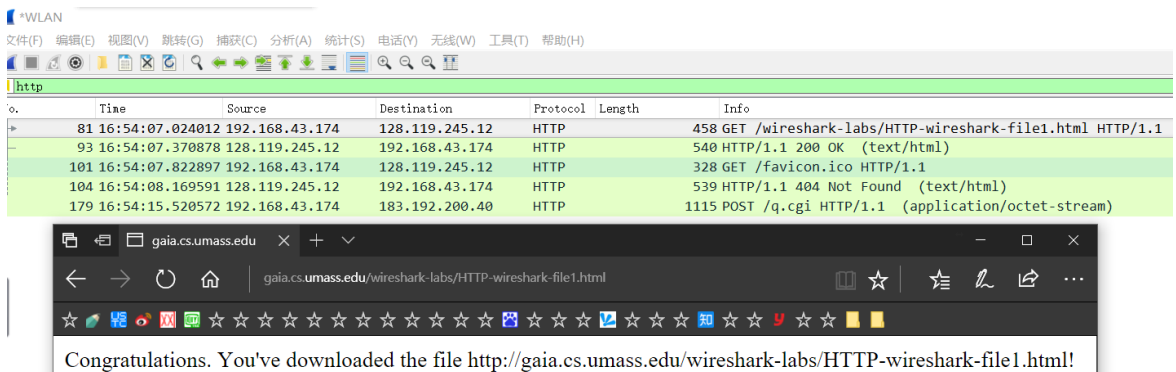 *WLAN
文件(F) 编辑(E) 视图(V) 跳转(G) 捕获(C) 分析(A) 统计(S) 电话(Y) 无线(W) 工具(T) 帮助(H)
http
No. Time Source Destination Protocol Length Info
81 16:54:07.024012 192.168.43.174 128.119.245.12 HTTP 458 GET /wireshark-labs/HTTP-wireshark-file1.html HTTP/1.1
93 16:54:07.370878 128.119.245.12 192.168.43.174 HTTP 540 HTTP/1.1 200 OK (text/html)
101 16:54:07.822897 192.168.43.174 128.119.245.12 HTTP 328 GET /favicon.ico HTTP/1.1
104 16:54:08.169591 128.119.245.12 192.168.43.174 HTTP 539 HTTP/1.1 404 Not Found (text/html)
179 16:54:15.520572 192.168.43.174 183.192.200.40 HTTP 1115 POST /q.cgi HTTP/1.1 (application/octet-stream)
gaia.cs.umass.edu
gaia.cs.umass.edu/wireshark-labs/HTTP-wireshark-file1.html
知
Congratulations. You've downloaded the file http://gaia.cs.umass.edu/wireshark-labs/HTTP-wireshark-file1.html!